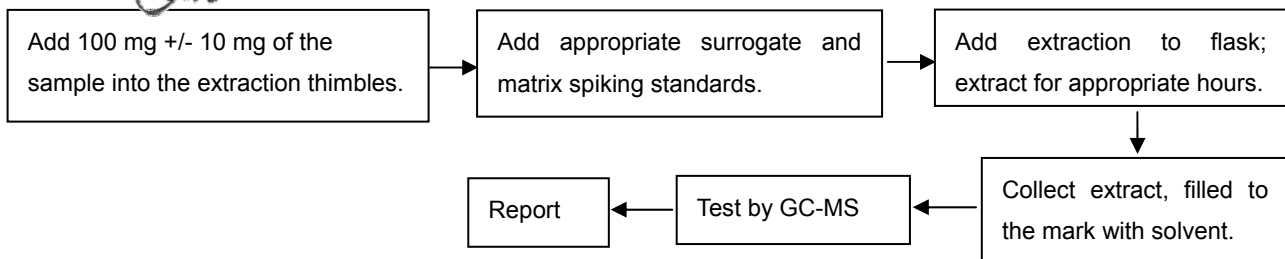 Add 100 mg +/- 10 mg of the
sample into the extraction thimbles.
Add appropriate surrogate and
matrix spiking standards.
Add extraction to flask;
extract for appropriate hours.
Collect extract, filled to
the mark with solvent.
Test by GC-MS
Report